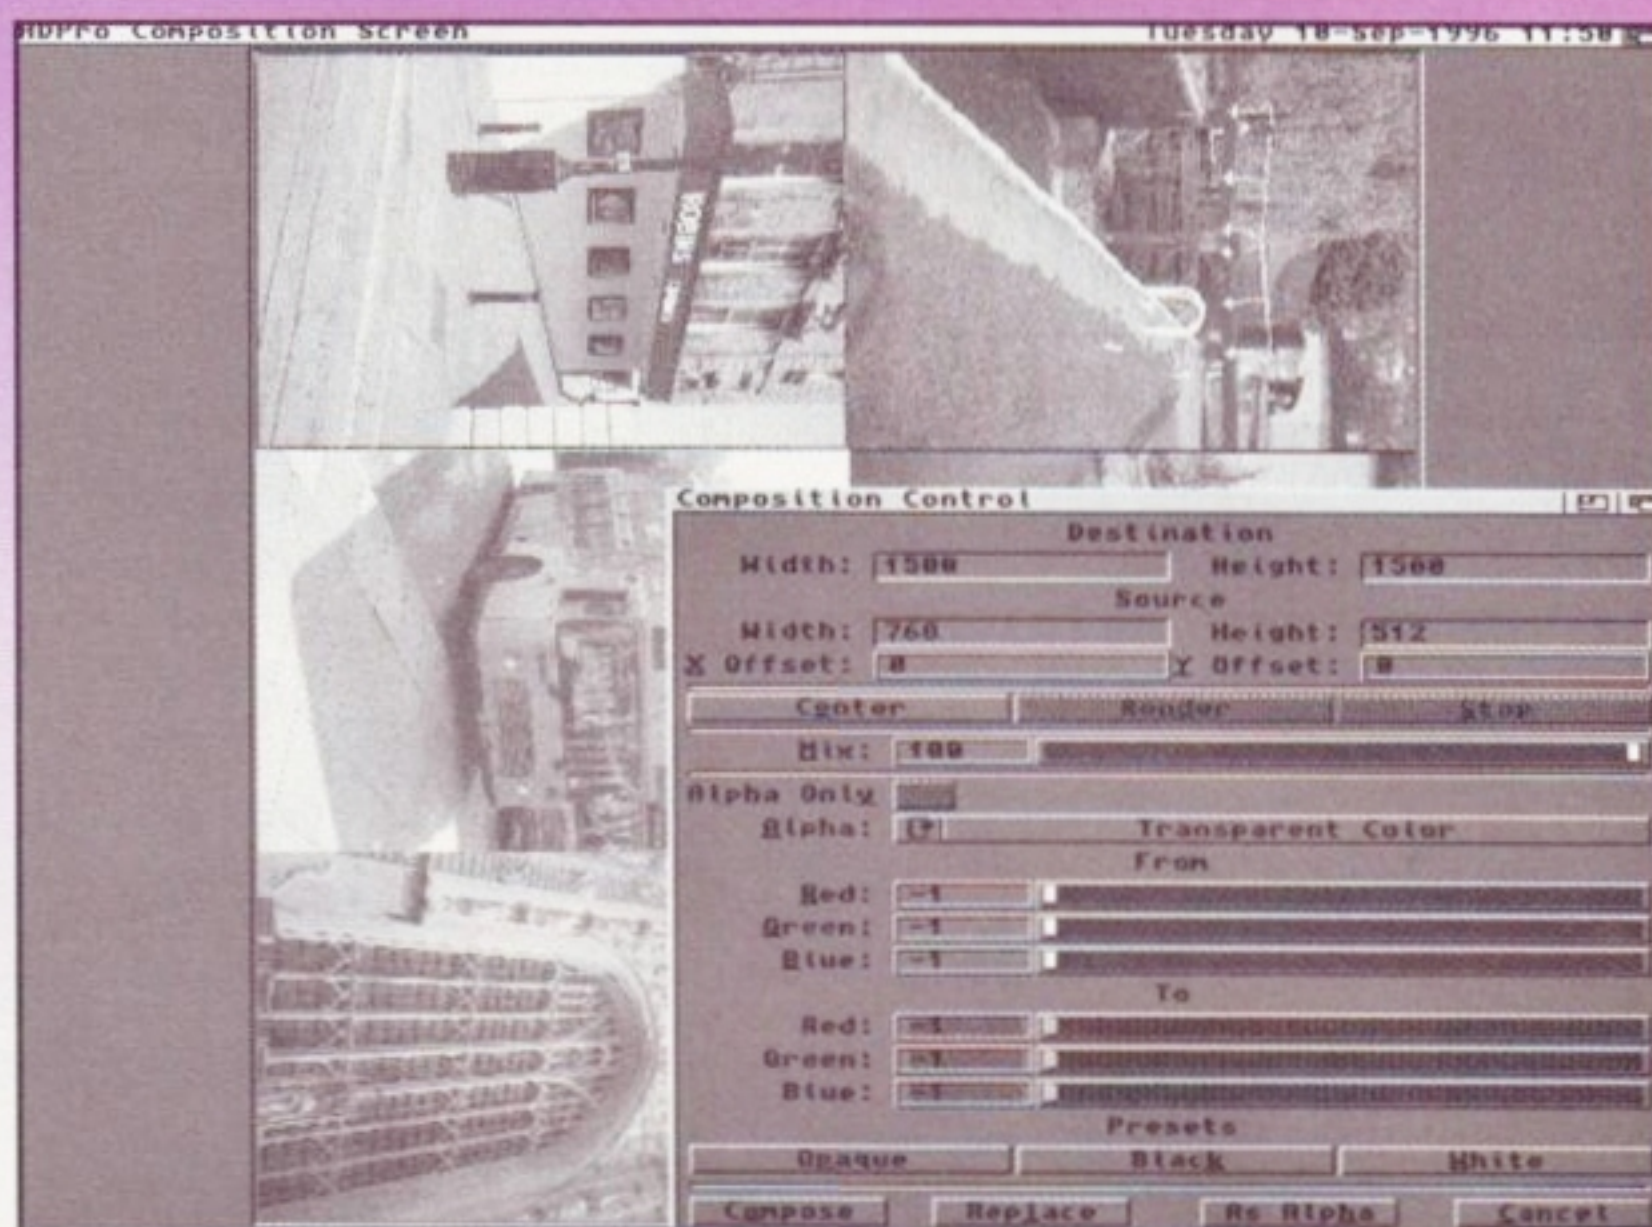 ADPro Composition Screen
Tuesday 10-Sep-1996 11:50
Composition Control
Destination
Width: 1500 Height: 1500
Source
Width: 768 Height: 512
X Offset: 0 Y Offset: 0
Center Render Stop
Mix: 100
Alpha Only
Alpha: Transparent Color
From
Red: -1
Green: -1
Blue: -1
To
Red: -1
Green: -1
Blue: -1
Presets
Opaque Black White
Compose Replace As Alpha Cancel